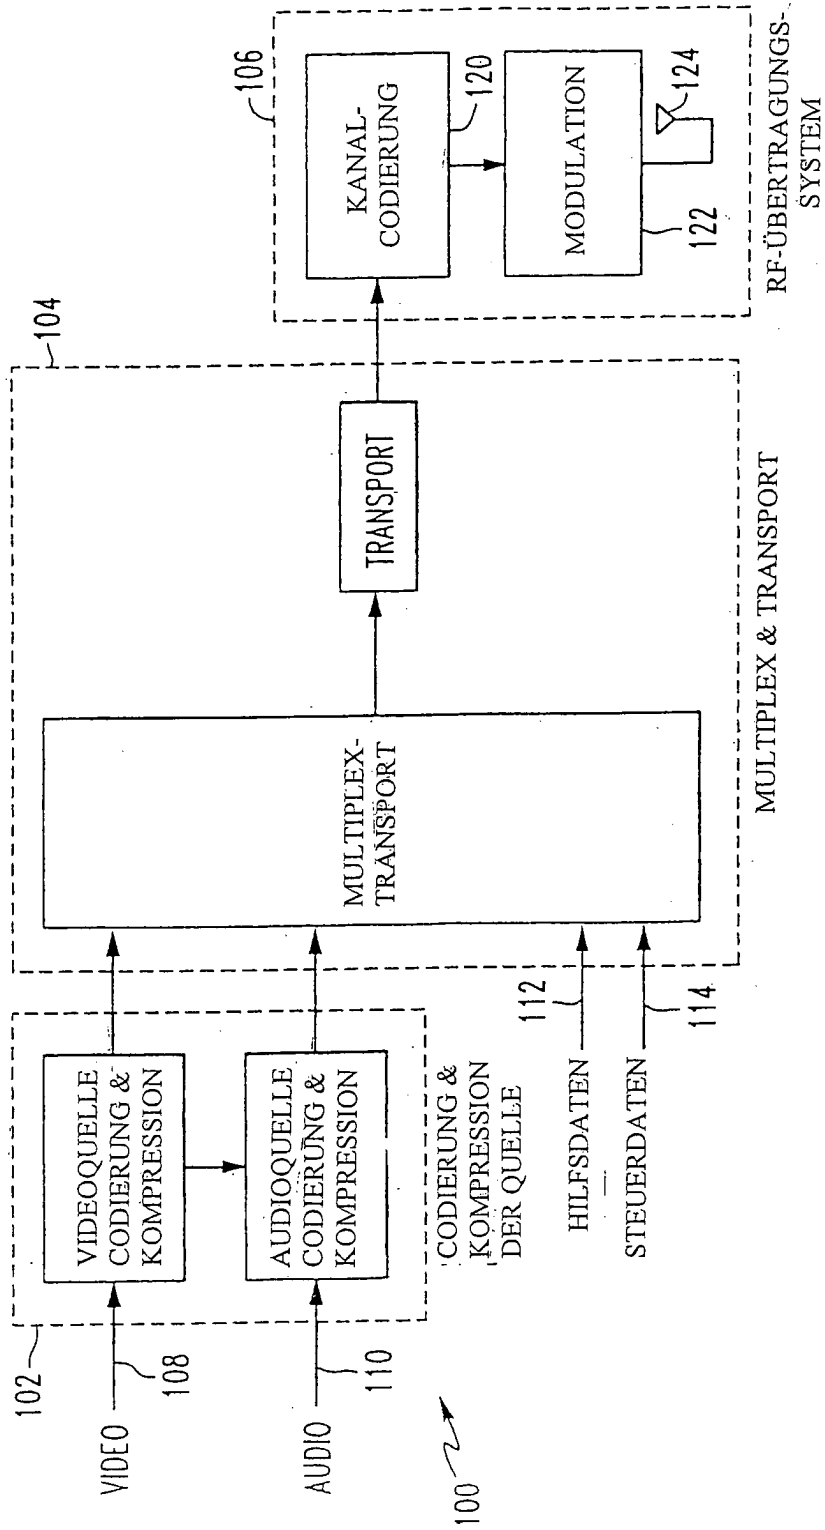 102
VIDEO
108
VIDEOQUELLE
CODIERUNG &
KOMPRESSION
AUDIO
110
AUDIOQUELLE
CODIERUNG &
KOMPRESSION
CODIERUNG &
KOMPRESSION
DER QUELLE
100
104
MULTIPLEX-
TRANSPORT
TRANSPORT
HILFSDATEN
112
STEUERDATEN
114
MULTIPLEX & TRANSPORT
106
KANAL-
CODIERUNG
120
MODULATION
122
124
RF-ÜBERTRAGUNGS-
SYSTEM